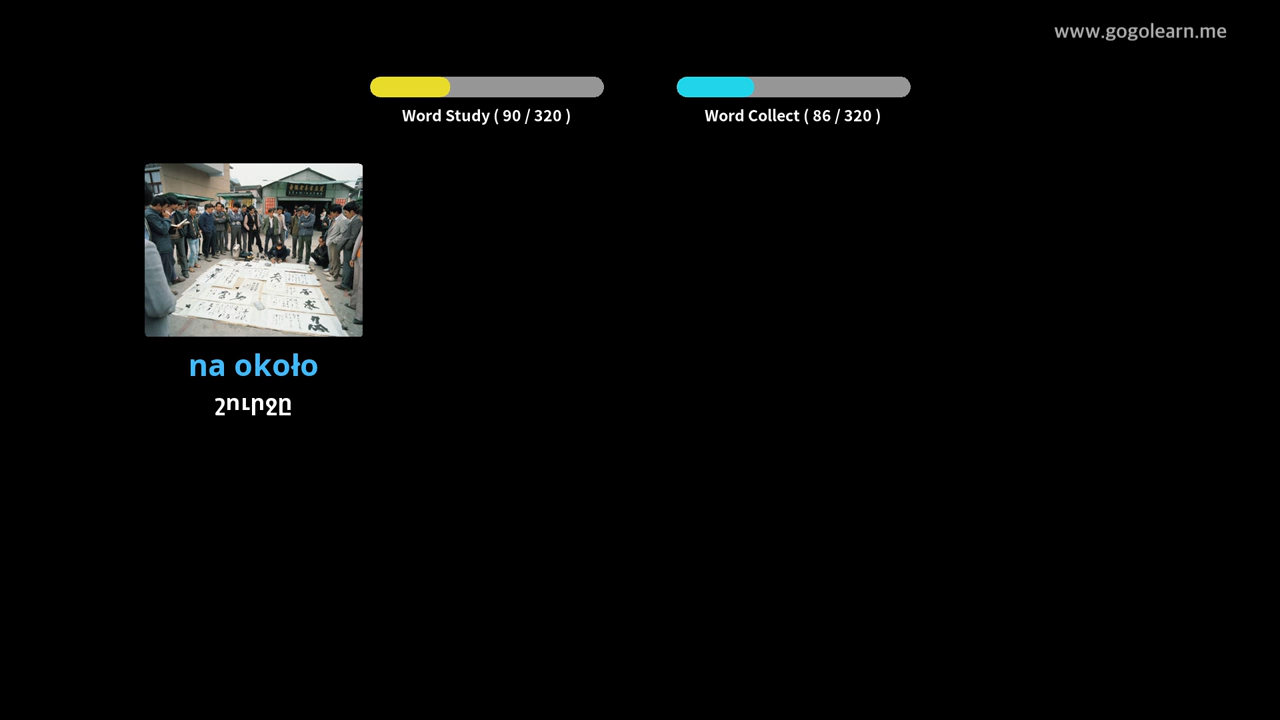 www.gogolearn.me
Word Study ( 90 / 320 )
Word Collect ( 86 / 320 )
na około
շուրջը